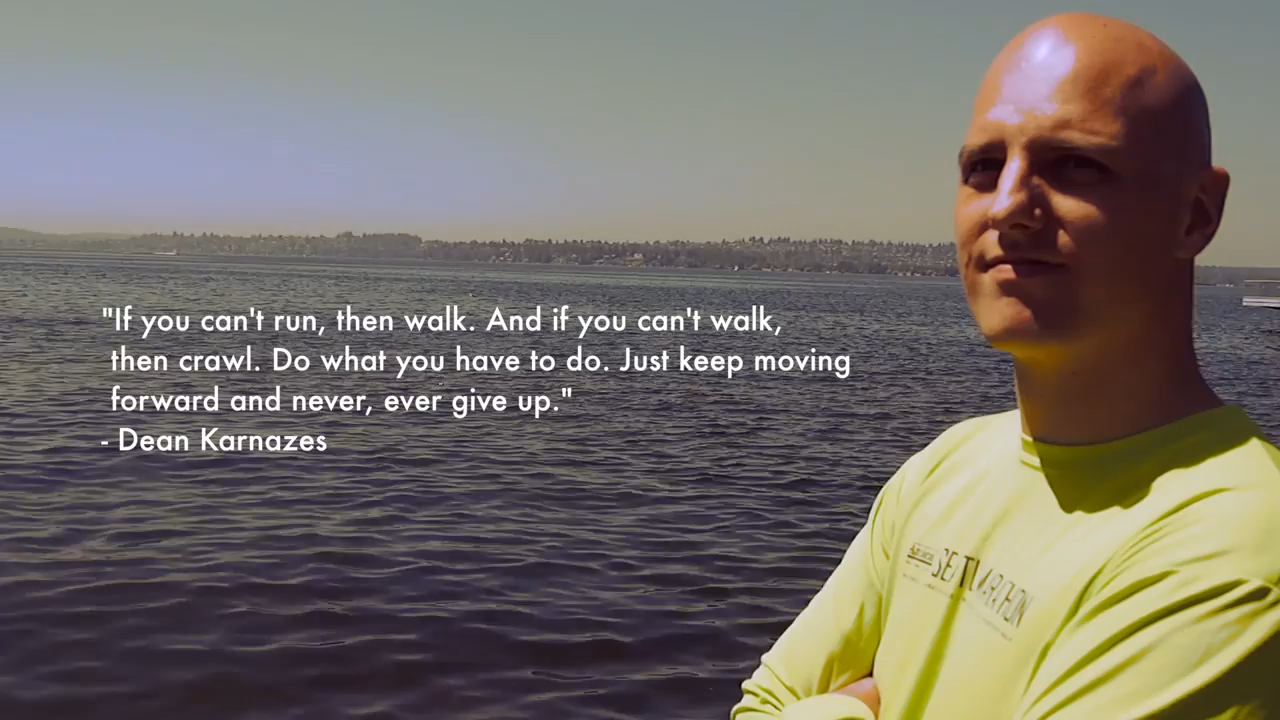 "If you can't run, then walk. And if you can't walk,
then crawl. Do what you have to do. Just keep moving
forward and never, ever give up."
- Dean Karnazes
MARATHON